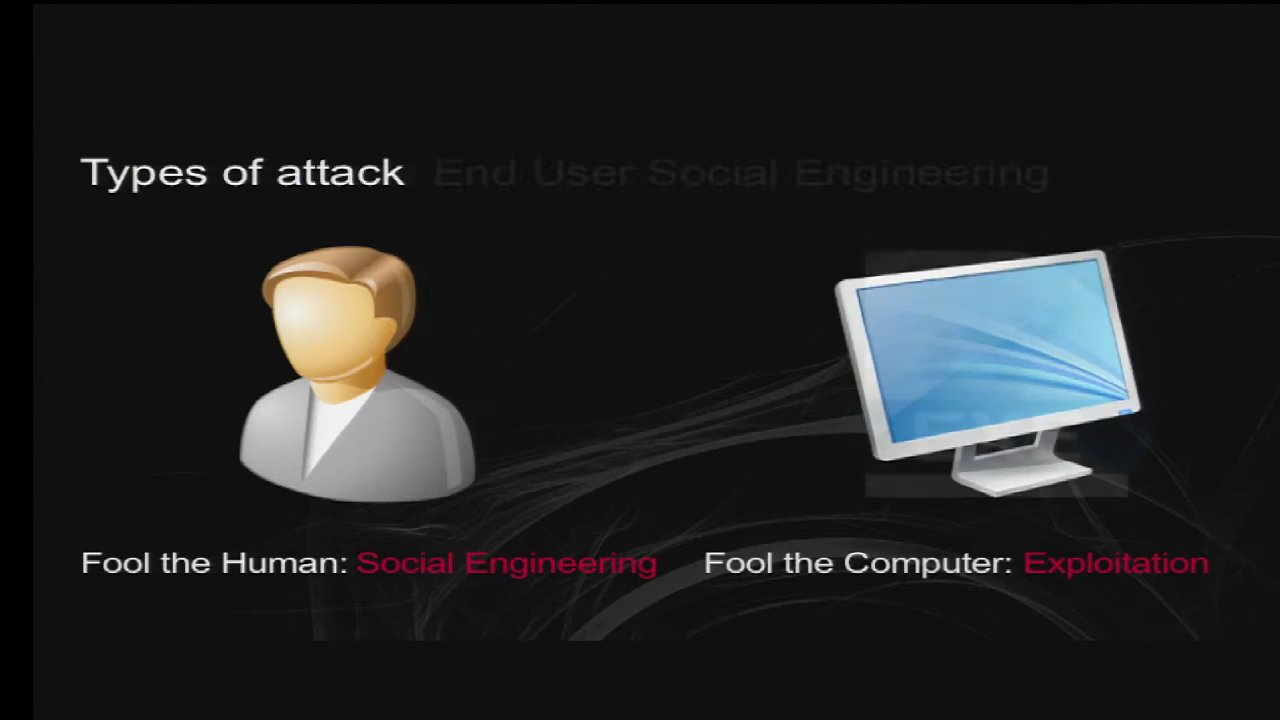 Types of attack End User Social Engineering
Fool the Human: Social Engineering
Fool the Computer: Exploitation